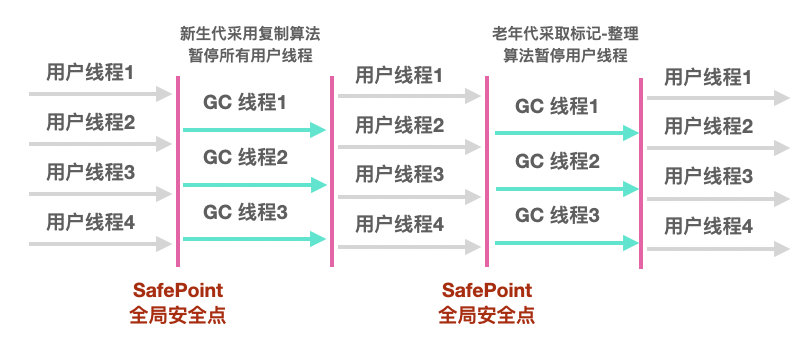 新生代采用复制算法
暂停所有用户线程
老年代采取标记-整理
算法暂停用户线程
用户线程1
用户线程2
用户线程3
用户线程4
GC 线程1
GC 线程2
GC 线程3
用户线程1
用户线程2
用户线程3
用户线程4
GC 线程1
GC 线程2
GC 线程3
用户线程1
用户线程2
用户线程3
用户线程4
SafePoint
全局安全点
SafePoint
全局安全点